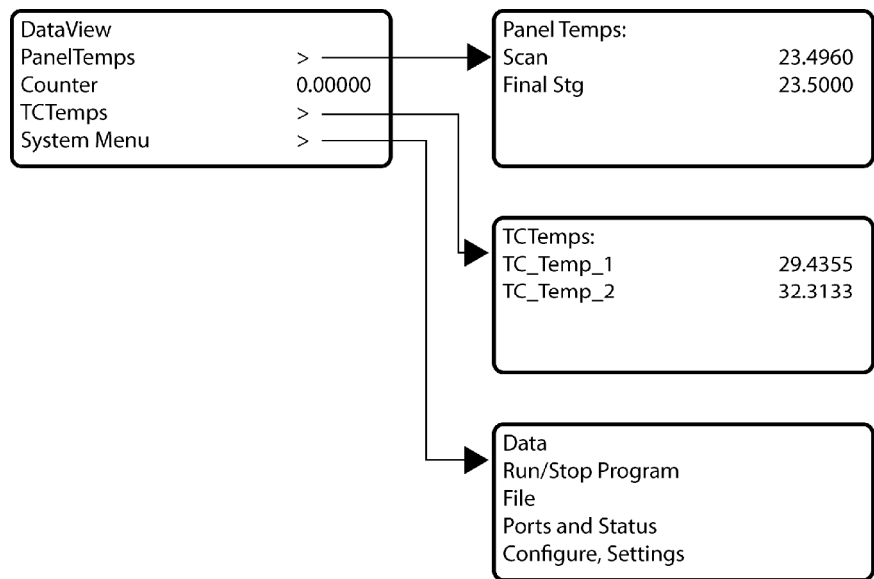 DataView
PanelTemps >
Counter 0.00000
TCTemps >
System Menu >
Panel Temps:
Scan 23.4960
Final Stg 23.5000
TCTemps:
TC_Temp_1 29.4355
TC_Temp_2 32.3133
Data
Run/Stop Program
File
Ports and Status
Configure, Settings